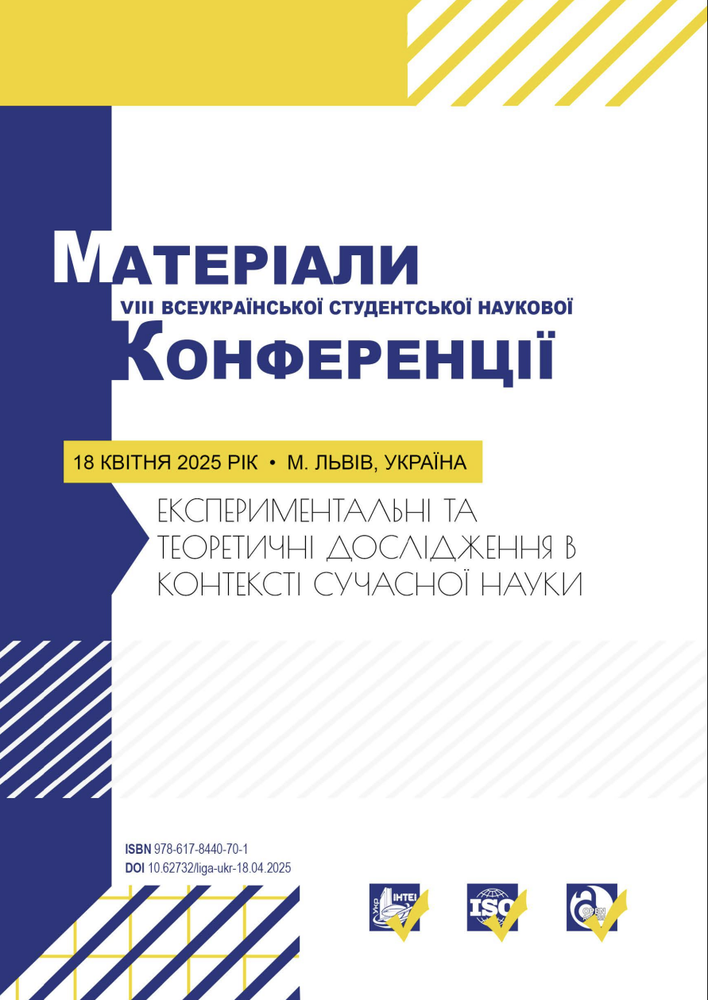 МАТЕРІАЛИ
VIII ВСЕУКРАЇНСЬКОЇ СТУДЕНТСЬКОЇ НАУКОВОЇ
КОНФЕРЕНЦІЇ
18 КВІТНЯ 2025 РІК • М. ЛЬВІВ, УКРАЇНА
ЕКСПЕРИМЕНТАЛЬНІ ТА
ТЕОРЕТИЧНІ ДОСЛІДЖЕННЯ В
КОНТЕКСТІ СУЧАСНОЇ НАУКИ
ISBN 978-617-8440-70-1
DOI 10.62732/liga-ukr-18.04.2025
Укр ІНТЕІ
ISO
OPEN